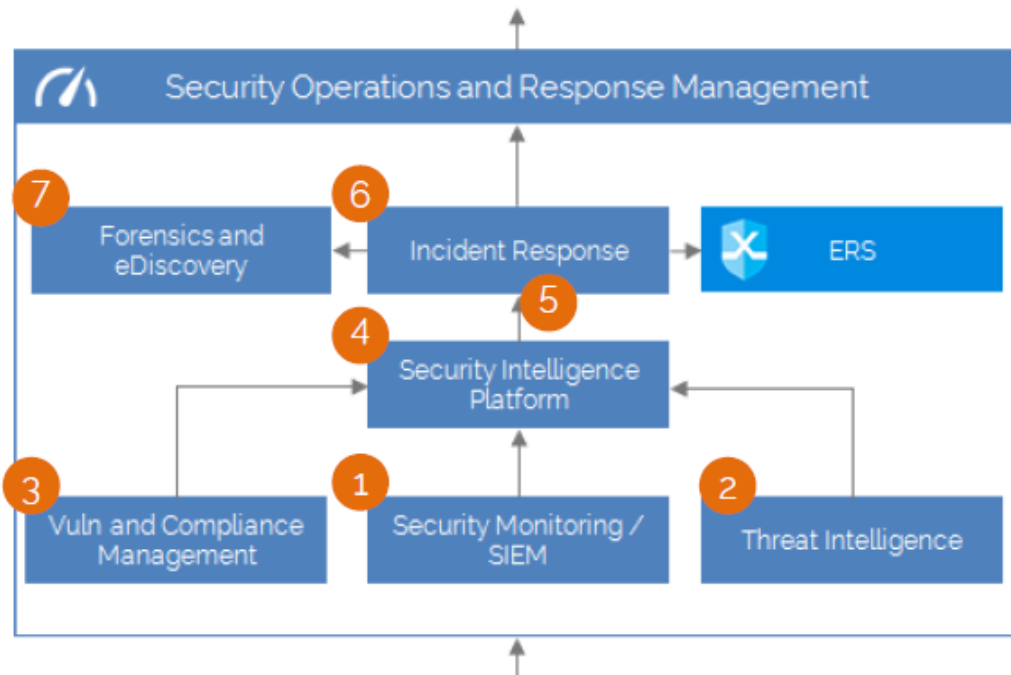 Security Operations and Response Management
7
6
Forensics and
eDiscovery
Incident Response
ERS
5
4
Security Intelligence
Platform
3
1
2
Vuln and Compliance
Management
Security Monitoring /
SIEM
Threat Intelligence